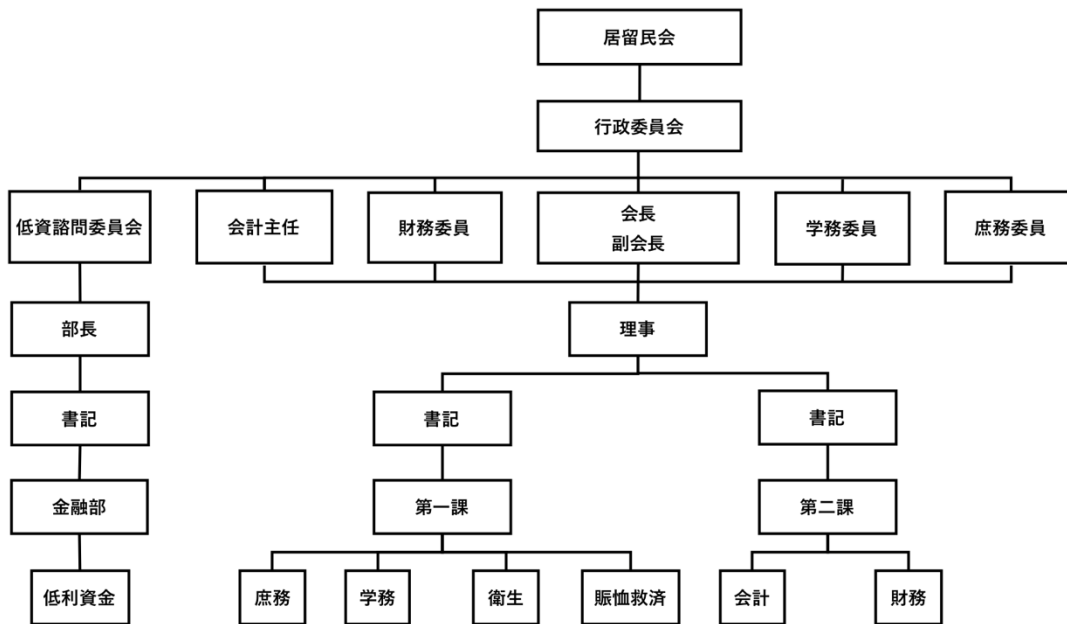 居留民会
行政委員会
低資諮問委員会
会計主任
財務委員
会長
副会長
学務委員
庶務委員
部長
理事
書記
書記
書記
金融部
第一課
第二課
低利資金
庶務
学務
衛生
賑恤救済
会計
財務